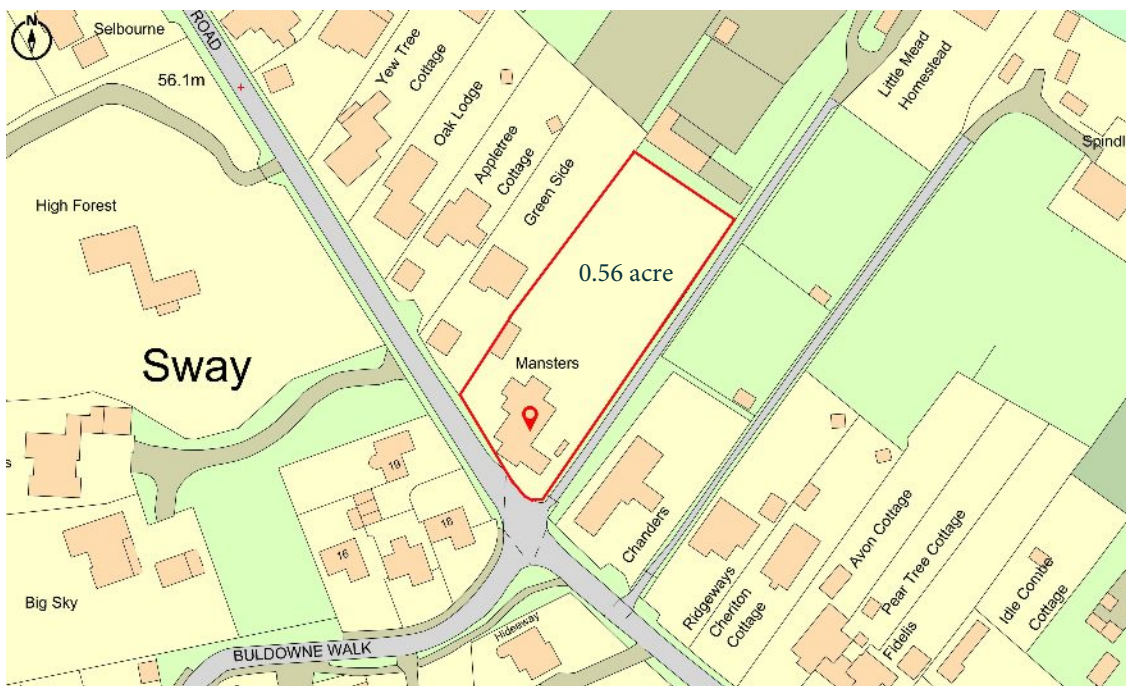 N
Selbourne
ROAD
56.1m
Yew Tree
Cottage
Oak Lodge
Appletree
Cottage
Green Side
Little Mead
Homestead
Spindl
High Forest
0.56 acre
Sway
Mansters
s
19
18
16
Chanders
Ridgeways
Cheriton
Cottage
Avon Cottage
Pear Tree Cottage
Fidelis
Idle Combe
Cottage
Big Sky
Hideeway
BULDOWNE WALK